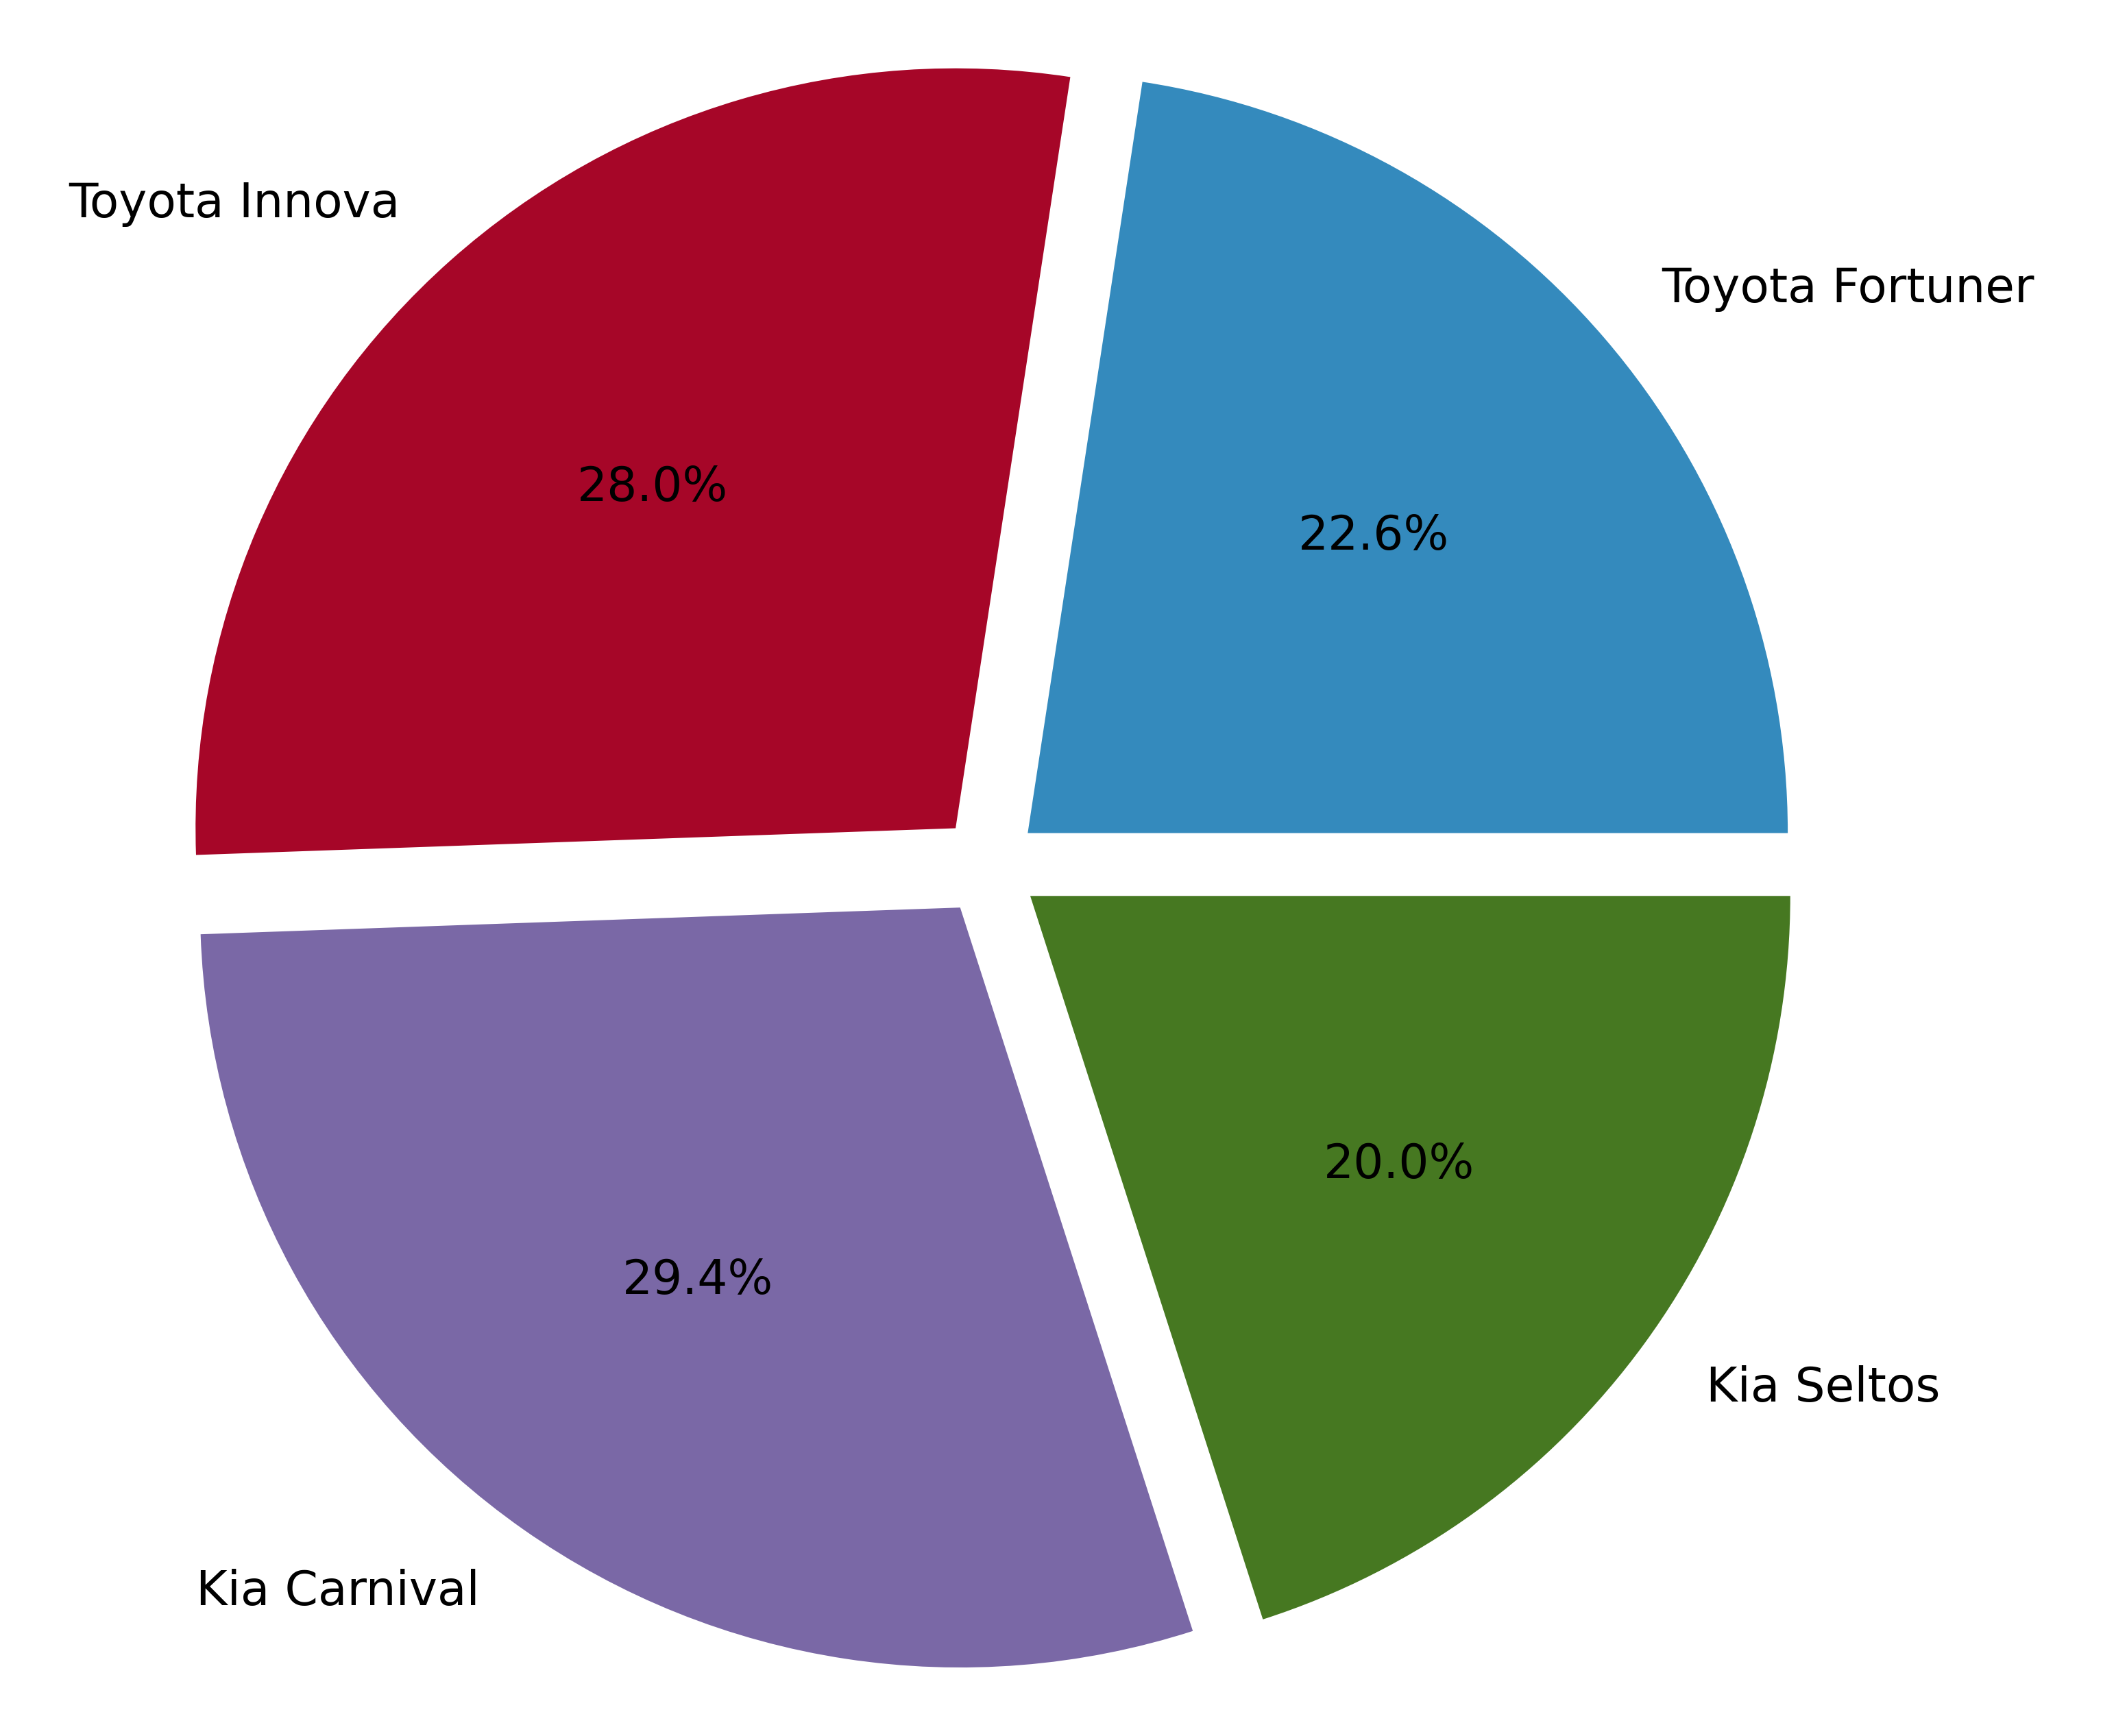 Toyota Innova
Toyota Fortuner
28.0%
22.6%
20.0%
29.4%
Kia Seltos
Kia Carnival